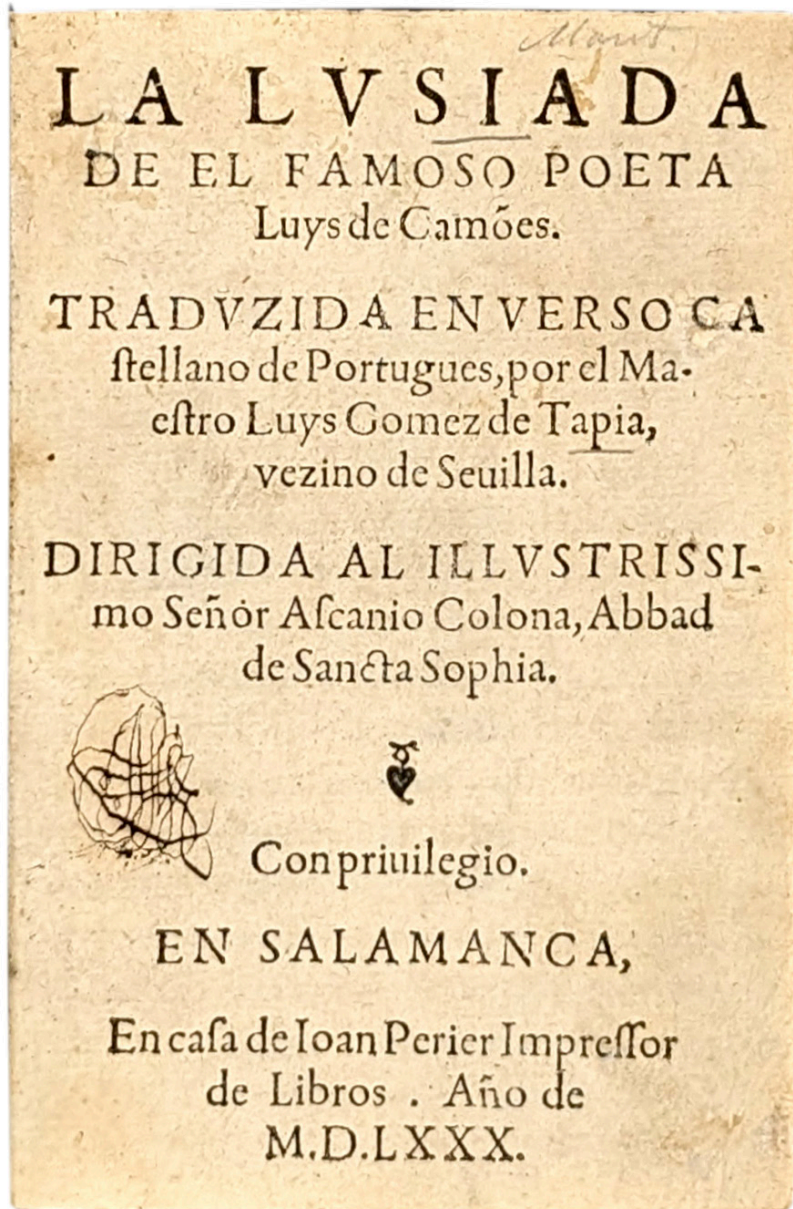 LA LVSIADA
DE EL FAMOSO POETA
Luys de Camões.
TRADVZIDA EN VERSO CA
ſtellano de Portugues, por el Ma-
eſtro Luys Gomez de Tapia,
vezino de Seuilla.
DIRIGIDA AL ILLVSTRISSI-
mo Señor Aſcanio Colona, Abbad
de Sancta Sophia.
Con priuilegio.
EN SALAMANCA,
En caſa de Ioan Perier Impreſſor
de Libros . Año de
M.D.LXXX.